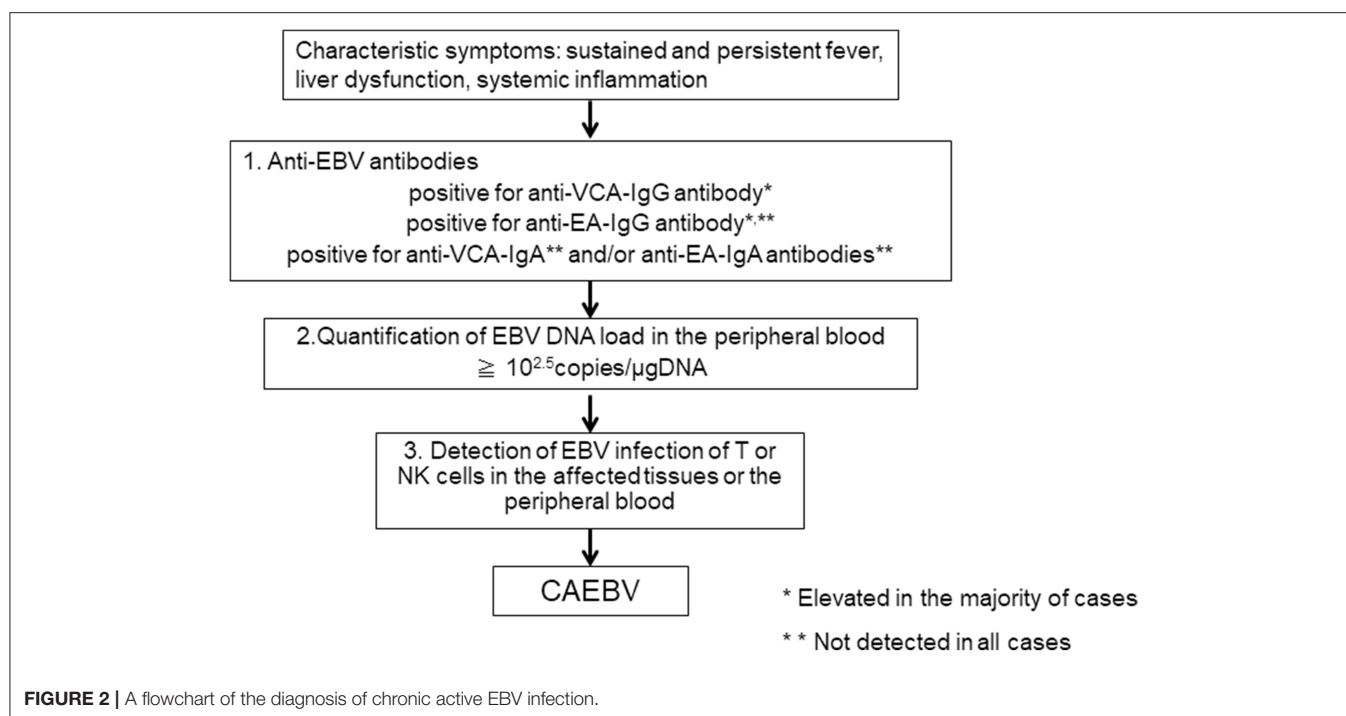 Characteristic symptoms: sustained and persistent fever,
liver dysfunction, systemic inflammation
1. Anti-EBV antibodies
positive for anti-VCA-IgG antibody*
positive for anti-EA-IgG antibody*,**
positive for anti-VCA-IgA** and/or anti-EA-IgA antibodies**
2.Quantification of EBV DNA load in the peripheral blood
≧ 10^2.5copies/μgDNA
3. Detection of EBV infection of T or
NK cells in the affected tissues or the
peripheral blood
CAEBV
* Elevated in the majority of cases
* * Not detected in all cases
FIGURE 2 | A flowchart of the diagnosis of chronic active EBV infection.